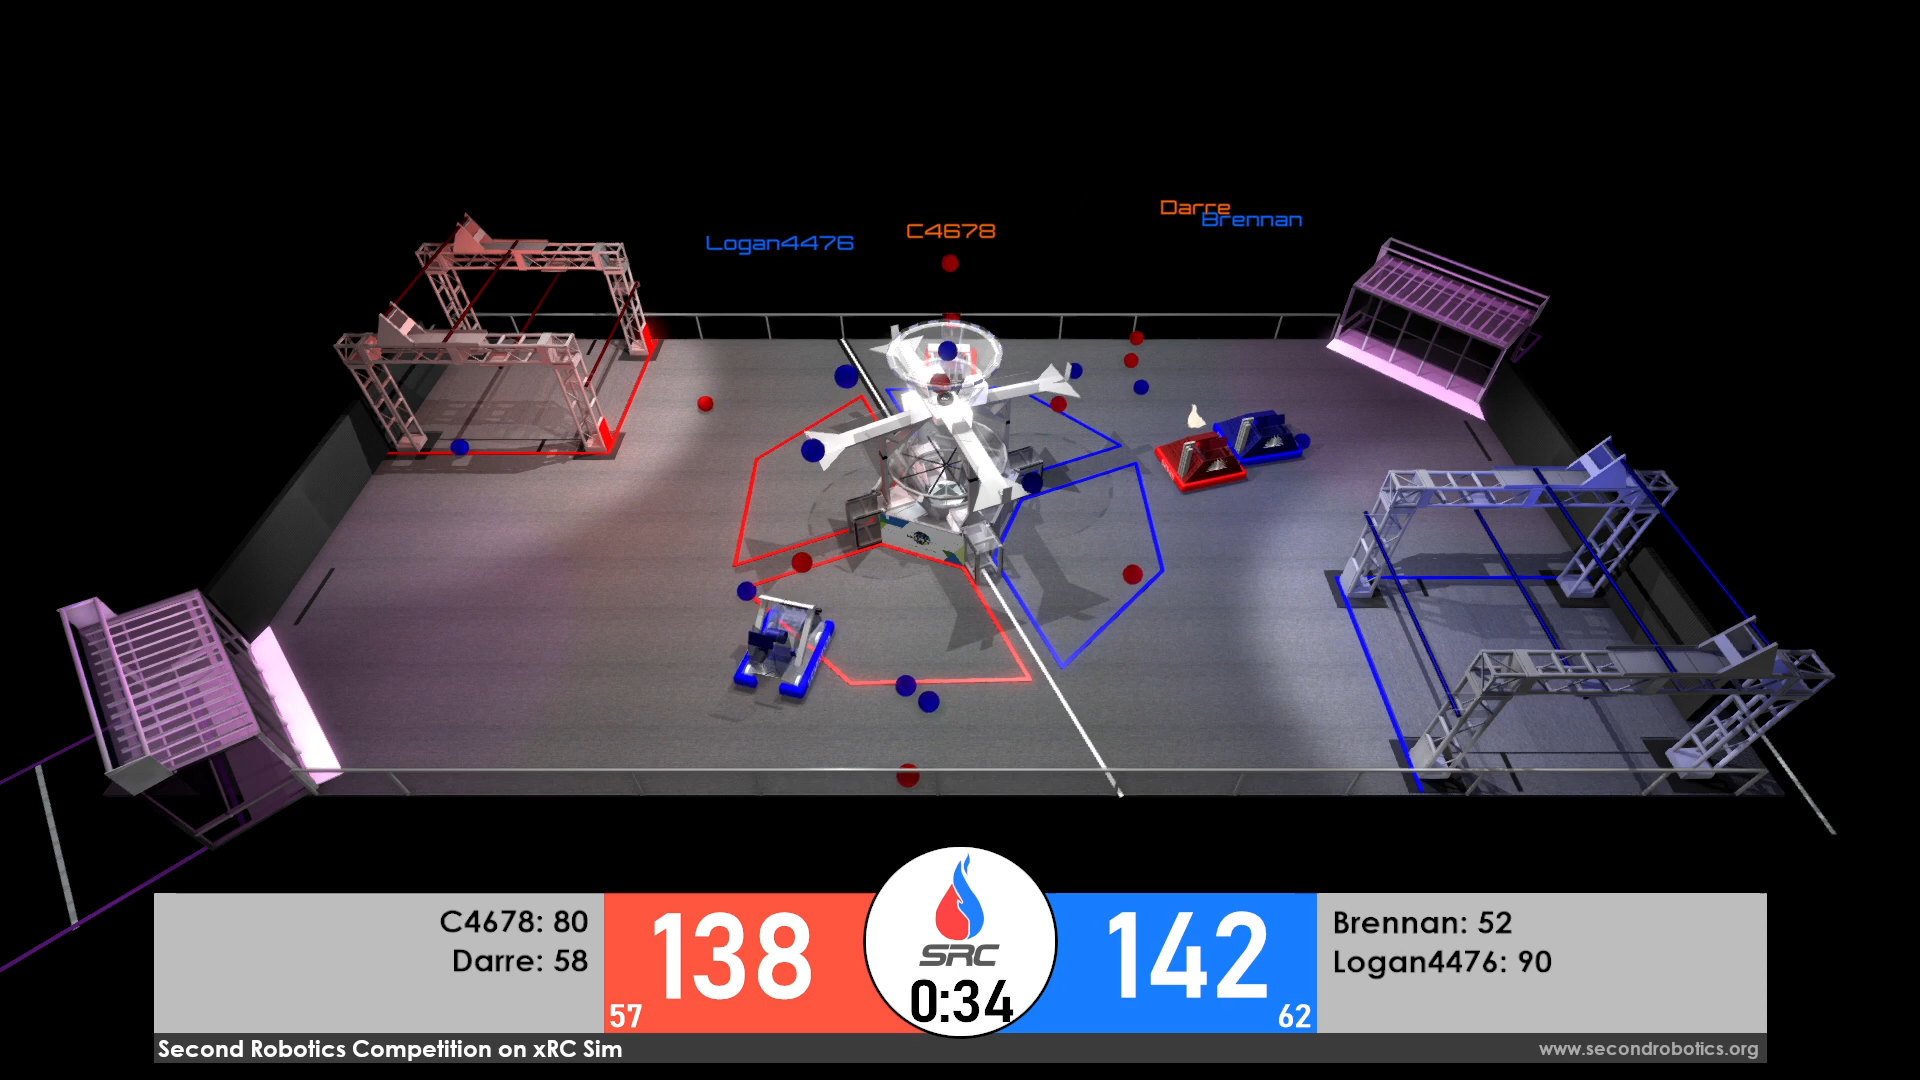 Darre
Brennan
C4678
Logan4476
C4678: 80
Darre: 58
138
57
SRC
0:34
142
62
Brennan: 52
Logan4476: 90
Second Robotics Competition on xRC Sim
www.secondrobotics.org